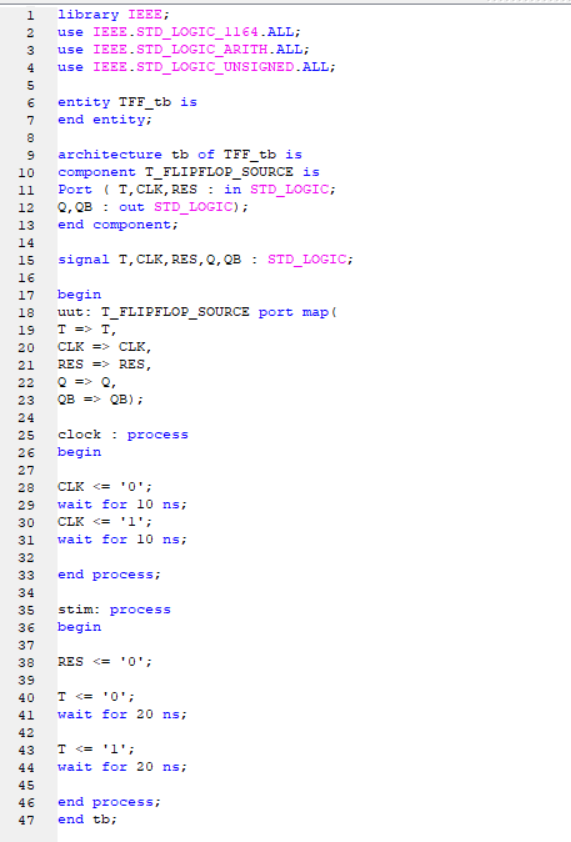 1 library IEEE;
2 use IEEE.STD_LOGIC_1164.ALL;
3 use IEEE.STD_LOGIC_ARITH.ALL;
4 use IEEE.STD_LOGIC_UNSIGNED.ALL;
5
6 entity TFF_tb is
7 end entity;
8
9 architecture tb of TFF_tb is
10 component T_FLIPFLOP_SOURCE is
11 Port ( T,CLK,RES : in STD_LOGIC;
12 Q,QB : out STD_LOGIC);
13 end component;
14
15 signal T,CLK,RES,Q,QB : STD_LOGIC;
16
17 begin
18 uut: T_FLIPFLOP_SOURCE port map(
19 T => T,
20 CLK => CLK,
21 RES => RES,
22 Q => Q,
23 QB => QB);
24
25 clock : process
26 begin
27
28 CLK <= '0';
29 wait for 10 ns;
30 CLK <= '1';
31 wait for 10 ns;
32
33 end process;
34
35 stim: process
36 begin
37
38 RES <= '0';
39
40 T <= '0';
41 wait for 20 ns;
42
43 T <= '1';
44 wait for 20 ns;
45
46 end process;
47 end tb;